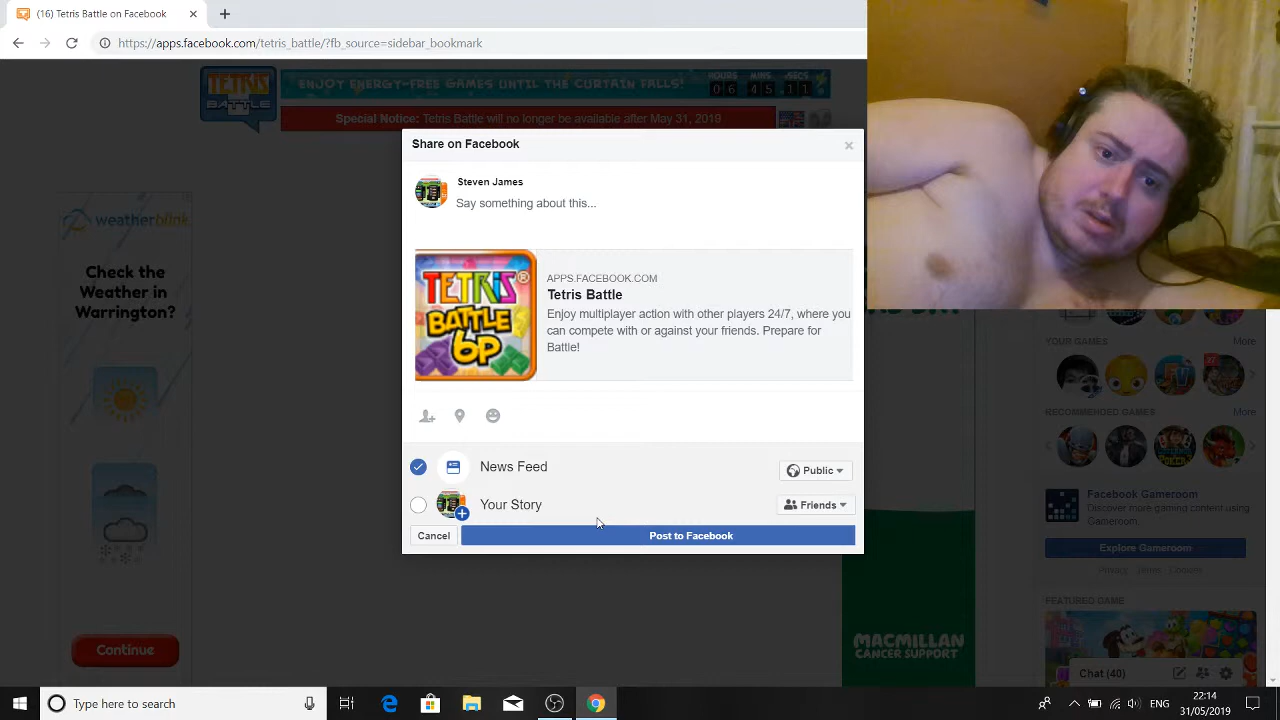 (16) Tetris Battle on Facebook
https://apps.facebook.com/tetris_battle/?fb_source=sidebar_bookmark
TETRIS
BATTLE
ENJOY ENERGY-FREE GAMES UNTIL THE CURTAIN FALLS!
HOURS MINS SECS
06 45 11
Special Notice: Tetris Battle will no longer be available after May 31, 2019
Share on Facebook
Steven James
Say something about this...
TETRIS
BATTLE
6P
APPS.FACEBOOK.COM
Tetris Battle
Enjoy multiplayer action with other players 24/7, where you
can compete with or against your friends. Prepare for
Battle!
News Feed
Public
Your Story
Friends
Cancel
Post to Facebook
weatherblink
Check the
Weather in
Warrington?
Continue
MACMILLAN
CANCER SUPPORT
YOUR GAMES
More
37
RECOMMENDED GAMES
More
Facebook Gameroom
Discover more gaming content using
Gameroom.
Explore Gameroom
Privacy Terms Cookies
FEATURED GAME
Chat (40)
Type here to search
ENG
22:14
31/05/2019